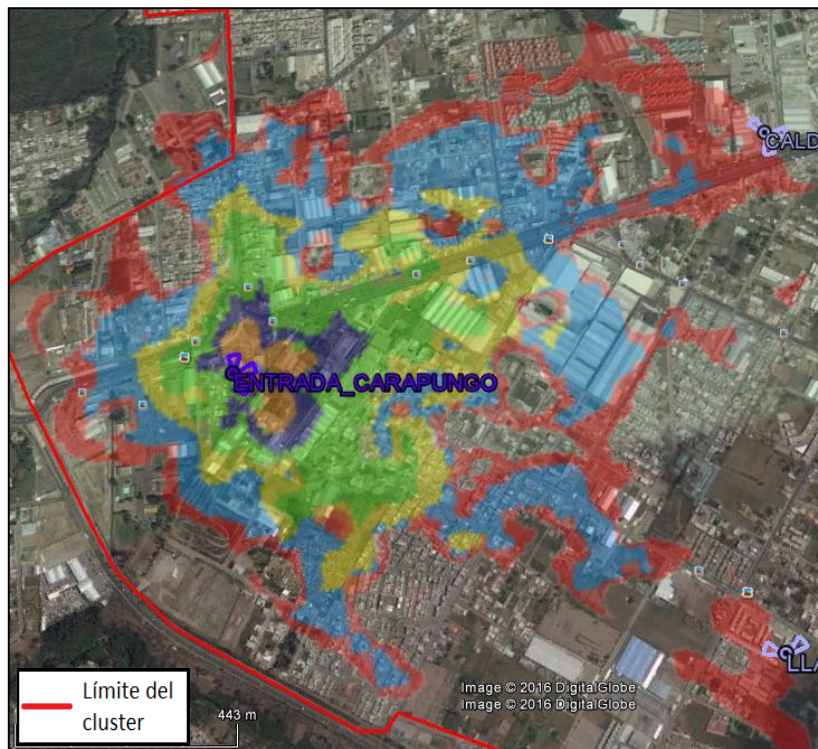 CALD
ENTRADA_CARAPUNGO
LLA
Límite del
cluster
443 m
Image © 2016 DigitalGlobe
Image © 2016 DigitalGlobe